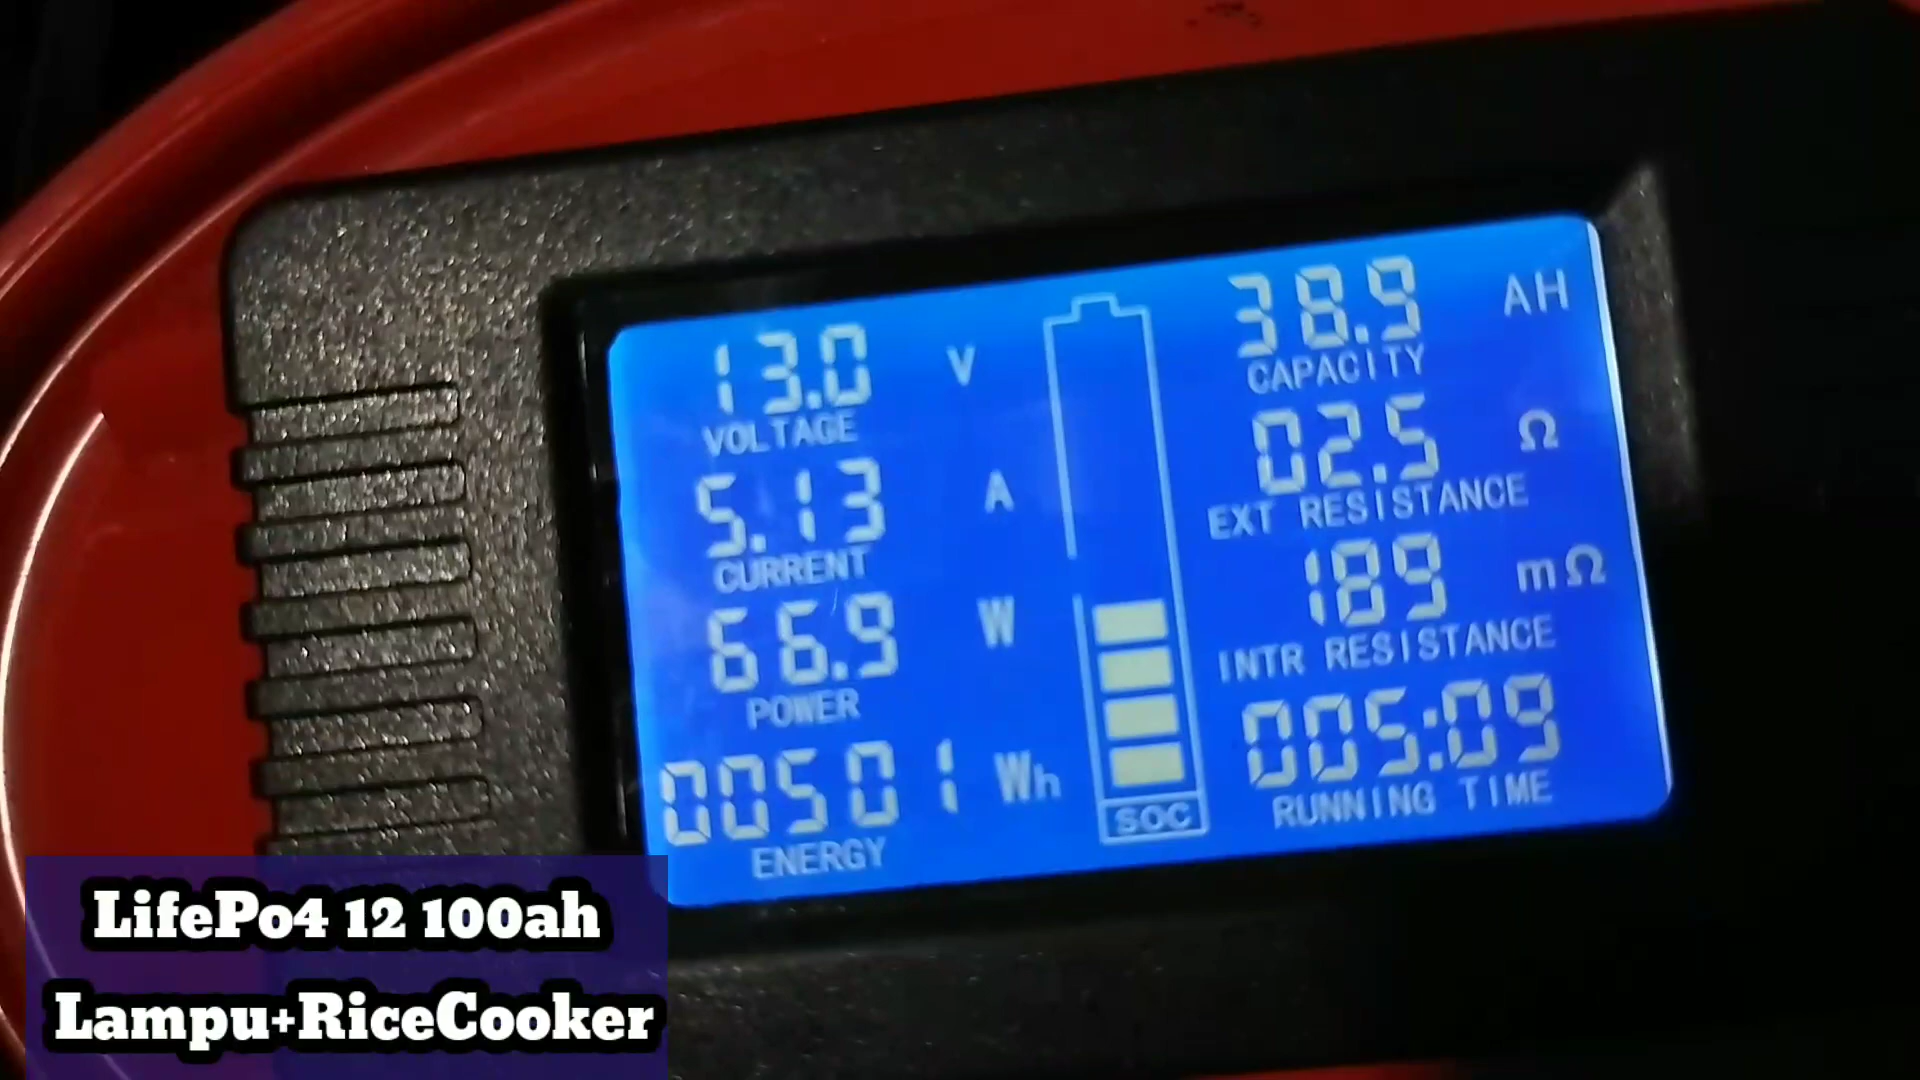 13.0 V
VOLTAGE
5.13 A
CURRENT
66.9 W
POWER
00501 Wh
ENERGY
SOC
38.9 AH
CAPACITY
02.5 Ω
EXT RESISTANCE
189 mΩ
INTR RESISTANCE
005:09
RUNNING TIME
LifePo4 12 100ah
Lampu+RiceCooker